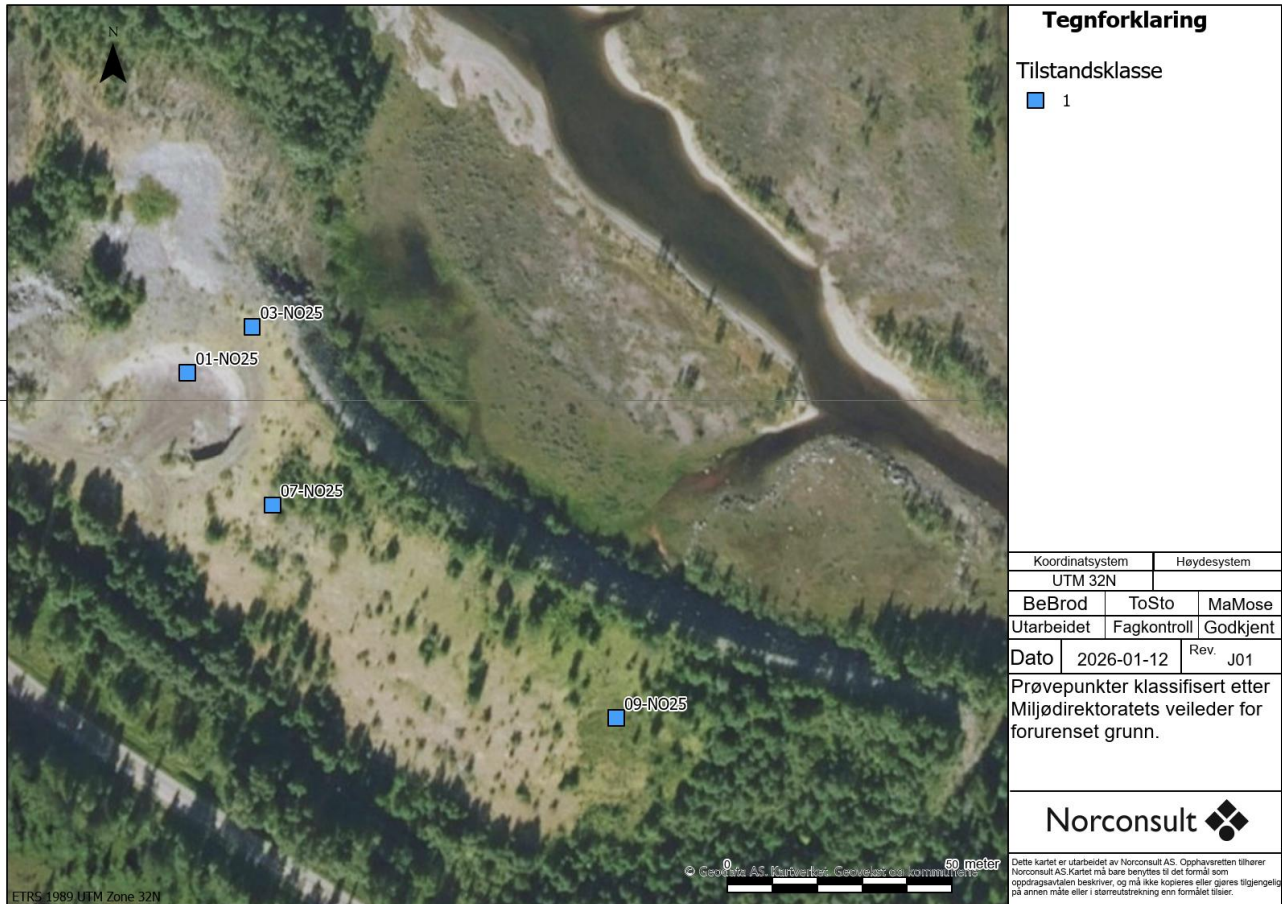 N
03-NO25
01-NO25
07-NO25
09-NO25
0
50 meter
© Geodata AS, Kartverket, Geovekst og kommunene
ETRS 1989 UTM Zone 32N
Tegnforklaring
Tilstandsklasse
1
Koordinatsystem Høydesystem
UTM 32N
BeBrod ToSto MaMose
Utarbeidet Fagkontroll Godkjent
Dato 2026-01-12 Rev. J01
Prøvepunkter klassifisert etter
Miljødirektoratets veileder for
forurenset grunn.
Norconsult
Dette kartet er utarbeidet av Norconsult AS. Opphavsretten tilhører
Norconsult AS.Kartet må bare benyttes til det formål som
oppdragsavtalen beskriver, og må ikke kopieres eller gjøres tilgjengelig
på annen måte eller i størreutstrekning enn formålet tilsier.